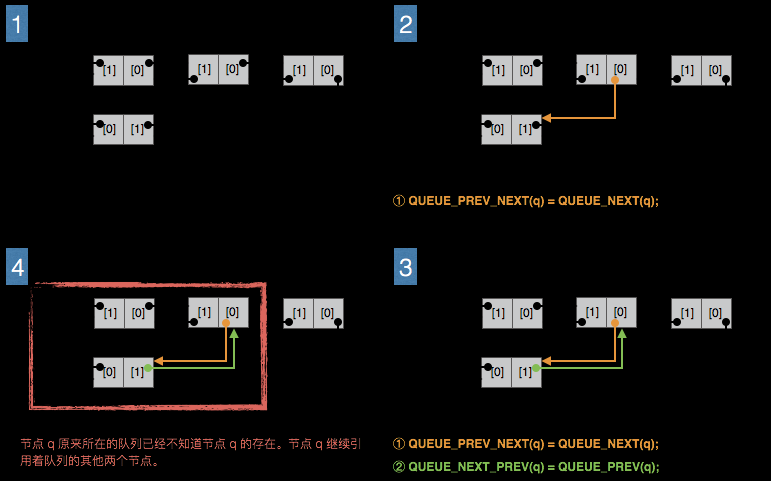 1
[1] [0] [1] [0] [1] [0]
[0] [1]
2
[1] [0] [1] [0] [1] [0]
[0] [1]
① QUEUE_PREV_NEXT(q) = QUEUE_NEXT(q);
4
[1] [0] [1] [0] [1] [0]
[0] [1]
节点 q 原来所在的队列已经不知道节点 q 的存在。节点 q 继续引
用着队列的其他两个节点。
3
[1] [0] [1] [0] [1] [0]
[0] [1]
① QUEUE_PREV_NEXT(q) = QUEUE_NEXT(q);
② QUEUE_NEXT_PREV(q) = QUEUE_PREV(q);